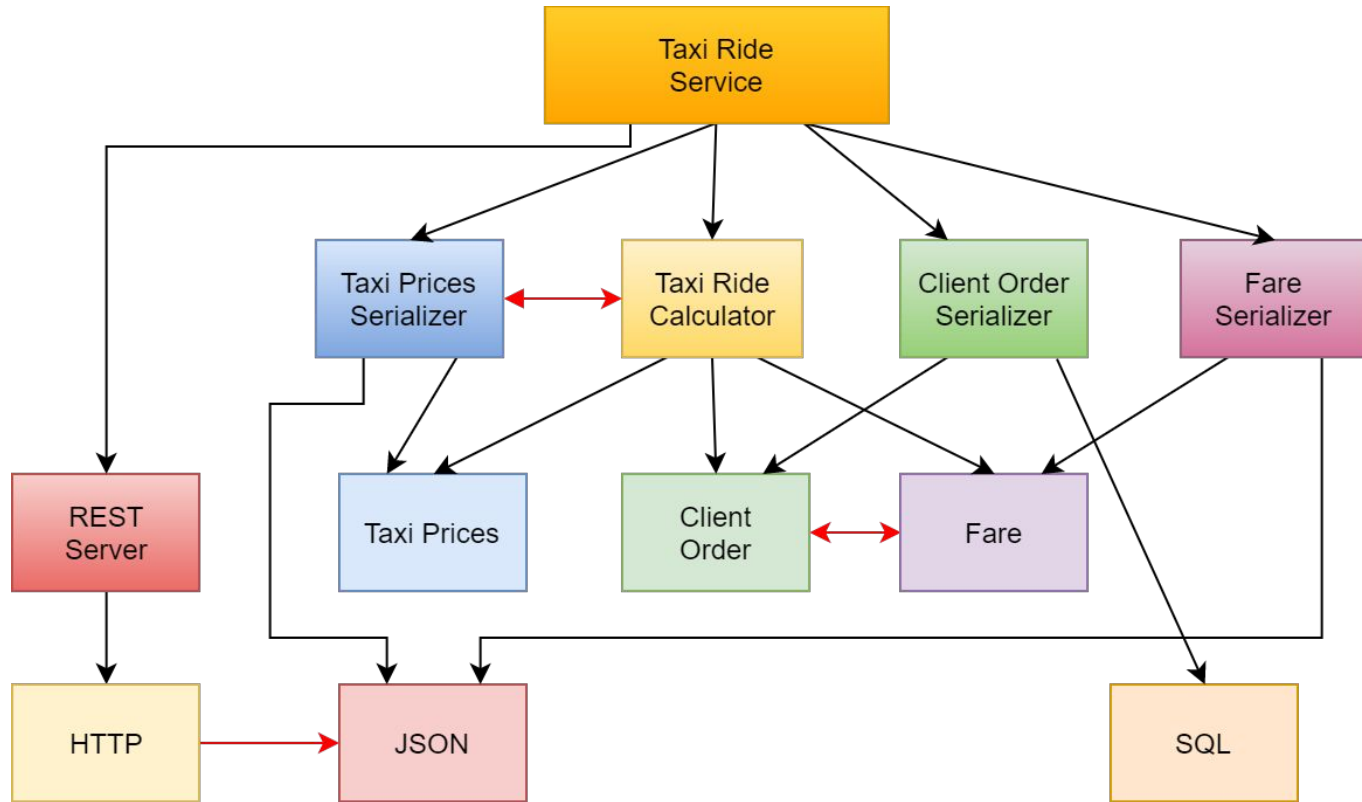 Taxi Ride
Service
Taxi Prices
Serializer
Taxi Ride
Calculator
Client Order
Serializer
Fare
Serializer
REST
Server
Taxi Prices
Client
Order
Fare
HTTP
JSON
SQL